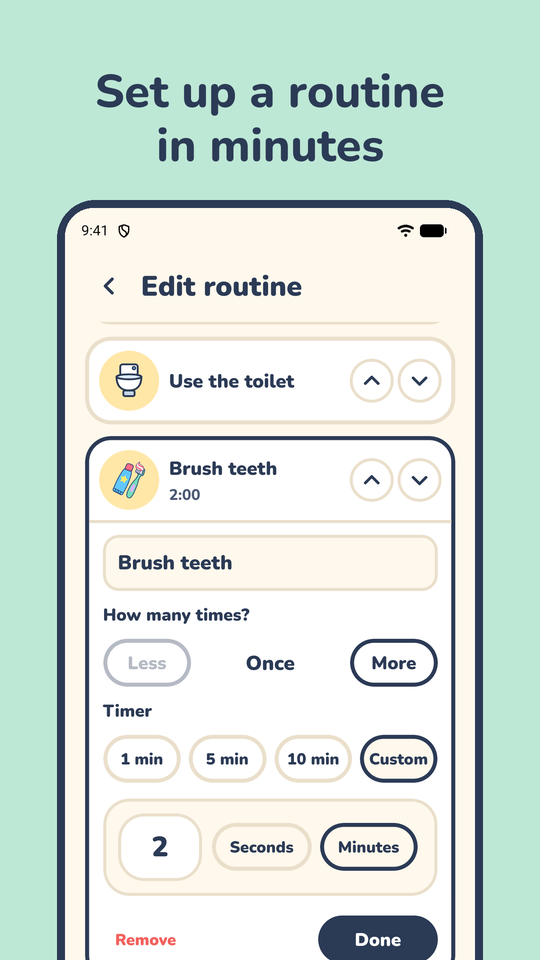 Set up a routine
in minutes
9:41
Edit routine
Use the toilet
Brush teeth
2:00
Brush teeth
How many times?
Less Once More
Timer
1 min 5 min 10 min Custom
2 Seconds Minutes
Remove Done